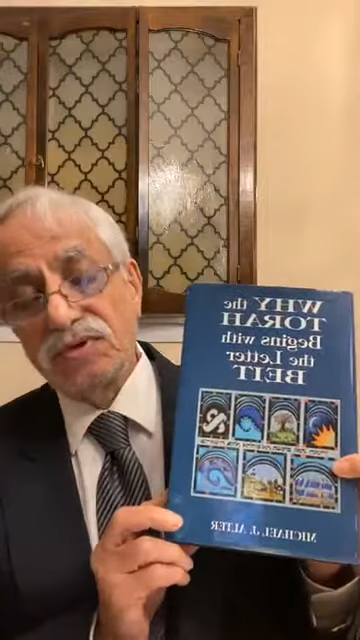 WHY the
TORAH
Begins with
the Letter
BEIT
MICHAEL J. ALTER